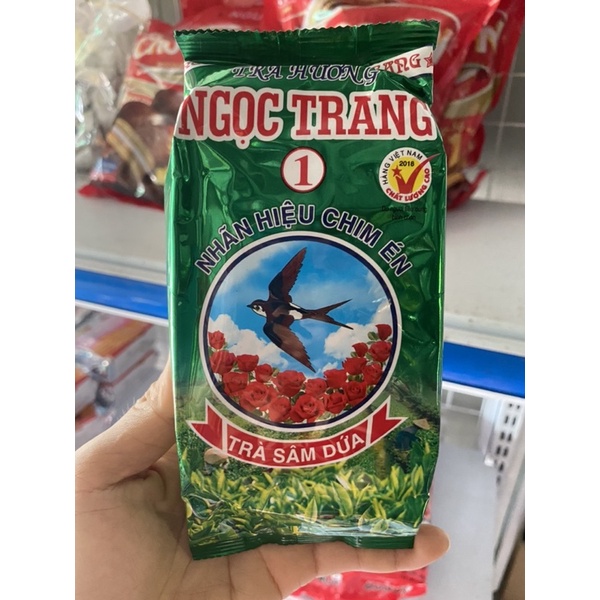 TRÀ HƯƠNG
NGỌC TRANG
1
HÀNG VIỆT NAM
2018
CHẤT LƯỢNG CAO
NHÃN HIỆU CHIM ÉN
TRÀ SÂM DỨA